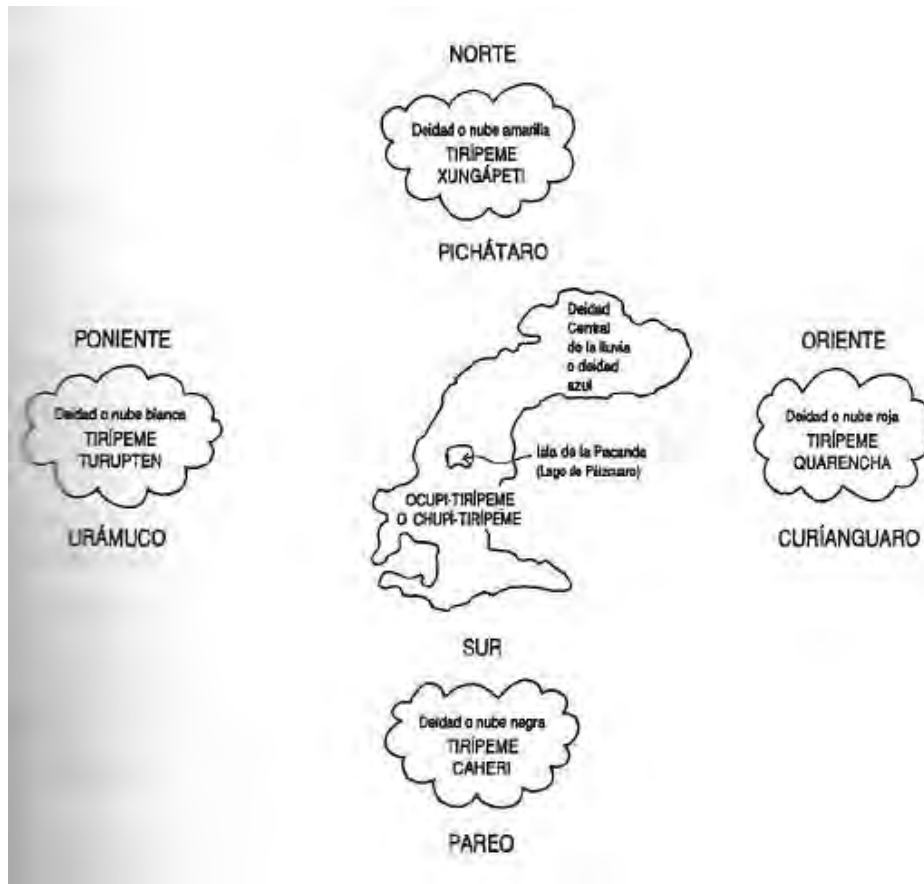 NORTE
Deidad o nube amarilla
TIRÍPEME
XUNGÁPETI
PICHÁTARO
PONIENTE
Deidad o nube blanca
TIRÍPEME
TURUPTEN
URÁMUCO
Deidad
Central
de la lluvia
o deidad
azul
Isla de la Pacanda
(Lago de Pátzcuaro)
OCUPI-TIRÍPEME
O CHUPÍ-TIRÍPEME
ORIENTE
Deidad o nube roja
TIRÍPEME
QUARENCHA
CURÍANGUARO
SUR
Deidad o nube negra
TIRÍPEME
CAHERI
PAREO